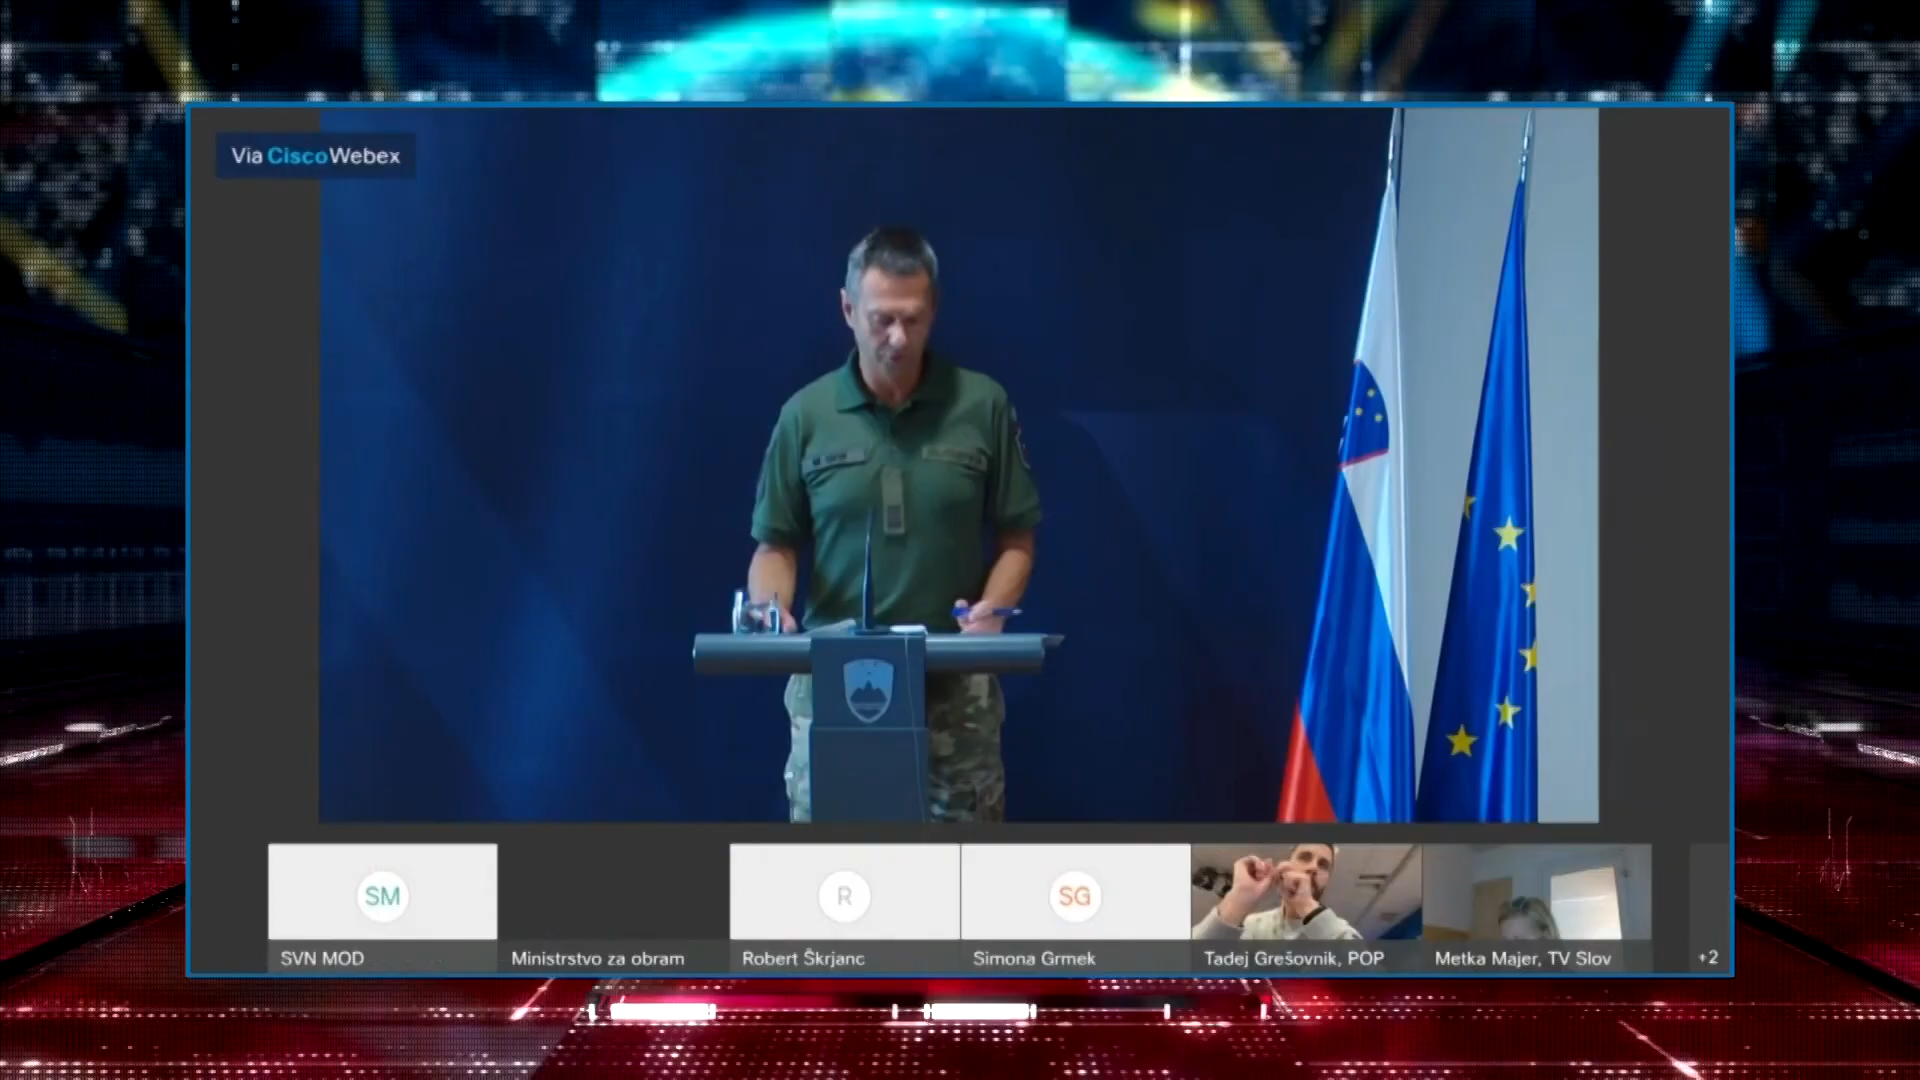 Via CiscoWebex
SM
R
SG
SVN MOD
Ministrstvo za obram
Robert Škrjanc
Simona Grmek
Tadej Grešovnik, POP
Metka Majer, TV Slov
+2